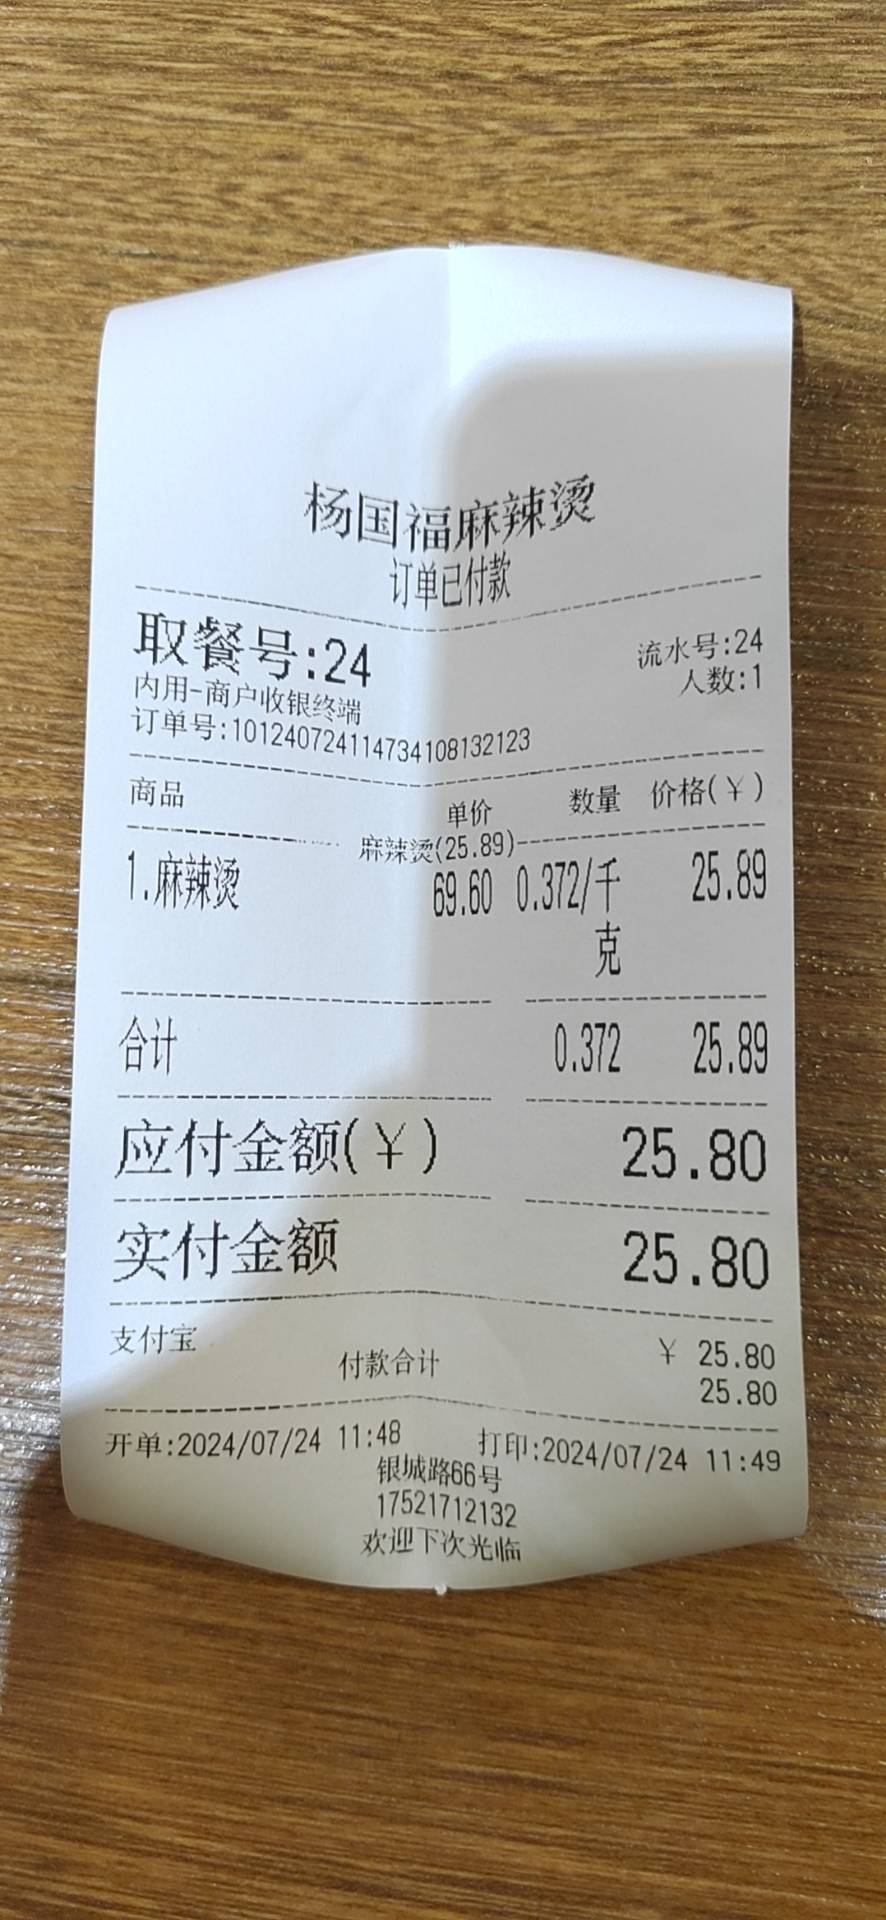 杨国福麻辣烫
订单已付款
取餐号:24 流水号:24
内用-商户收银终端 人数:1
订单号:101240724114734108132123
商品 单价 数量 价格(¥)
麻辣烫(25.89)
1.麻辣烫 69.60 0.372/千克 25.89
合计 0.372 25.89
应付金额(¥) 25.80
实付金额 25.80
支付宝 ¥ 25.80
付款合计 25.80
开单:2024/07/24 11:48 打印:2024/07/24 11:49
银城路66号
17521712132
欢迎下次光临